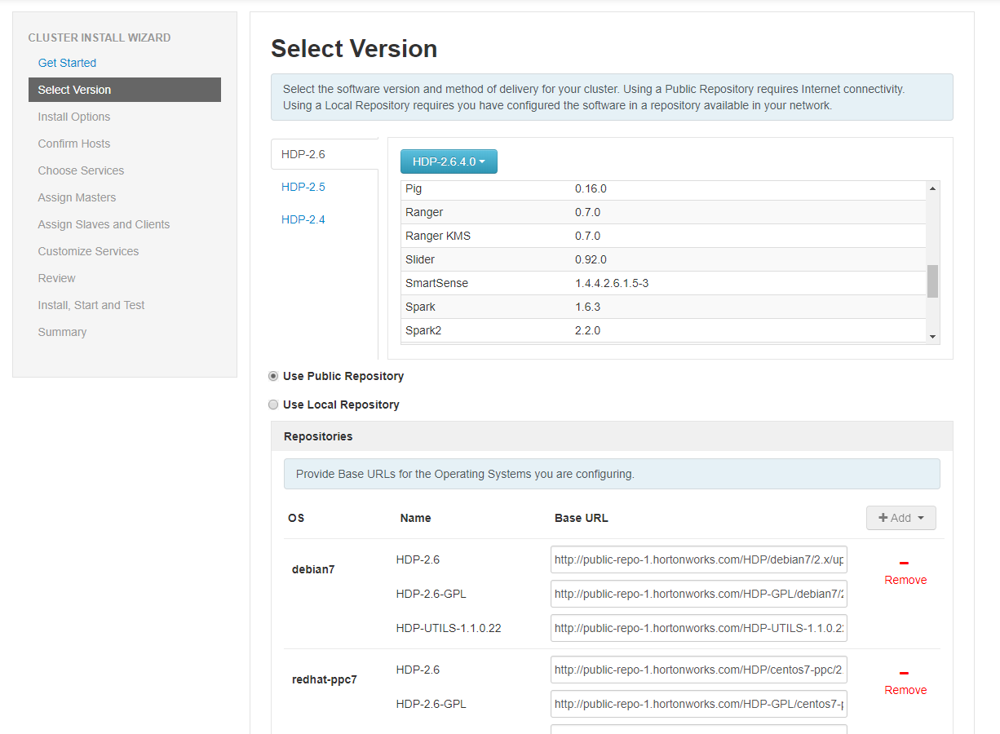 CLUSTER INSTALL WIZARD
Get Started
Select Version
Install Options
Confirm Hosts
Choose Services
Assign Masters
Assign Slaves and Clients
Customize Services
Review
Install, Start and Test
Summary
Select Version
Select the software version and method of delivery for your cluster. Using a Public Repository requires Internet connectivity.
Using a Local Repository requires you have configured the software in a repository available in your network.
HDP-2.6
HDP-2.5
HDP-2.4
HDP-2.6.4.0
Pig 0.16.0
Ranger 0.7.0
Ranger KMS 0.7.0
Slider 0.92.0
SmartSense 1.4.4.2.6.1.5-3
Spark 1.6.3
Spark2 2.2.0
Use Public Repository
Use Local Repository
Repositories
Provide Base URLs for the Operating Systems you are configuring.
OS Name Base URL + Add
debian7
HDP-2.6 http://public-repo-1.hortonworks.com/HDP/debian7/2.x/up
HDP-2.6-GPL http://public-repo-1.hortonworks.com/HDP-GPL/debian7/2
HDP-UTILS-1.1.0.22 http://public-repo-1.hortonworks.com/HDP-UTILS-1.1.0.2
Remove
redhat-ppc7
HDP-2.6 http://public-repo-1.hortonworks.com/HDP/centos7-ppc/2
HDP-2.6-GPL http://public-repo-1.hortonworks.com/HDP-GPL/centos7-p
Remove